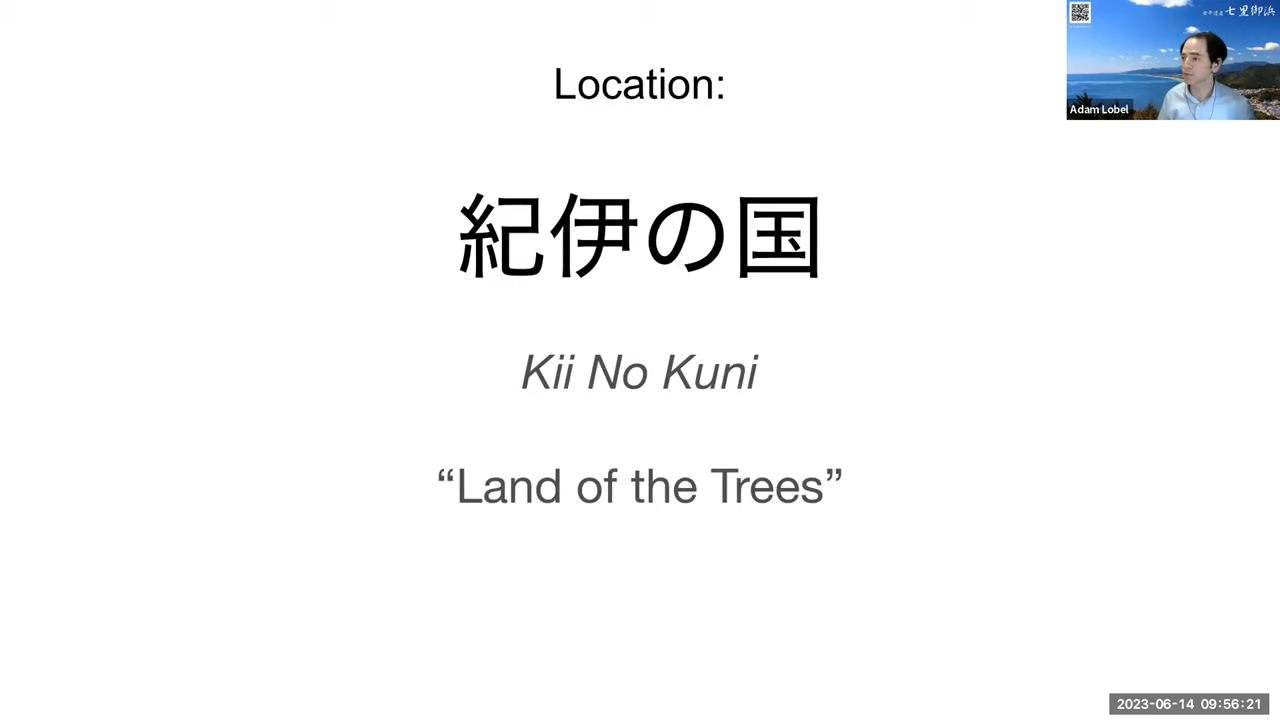 Location:
紀伊の国
Kii No Kuni
“Land of the Trees”
七里御浜
Adam Lobel
2023-06-14 09:56:21